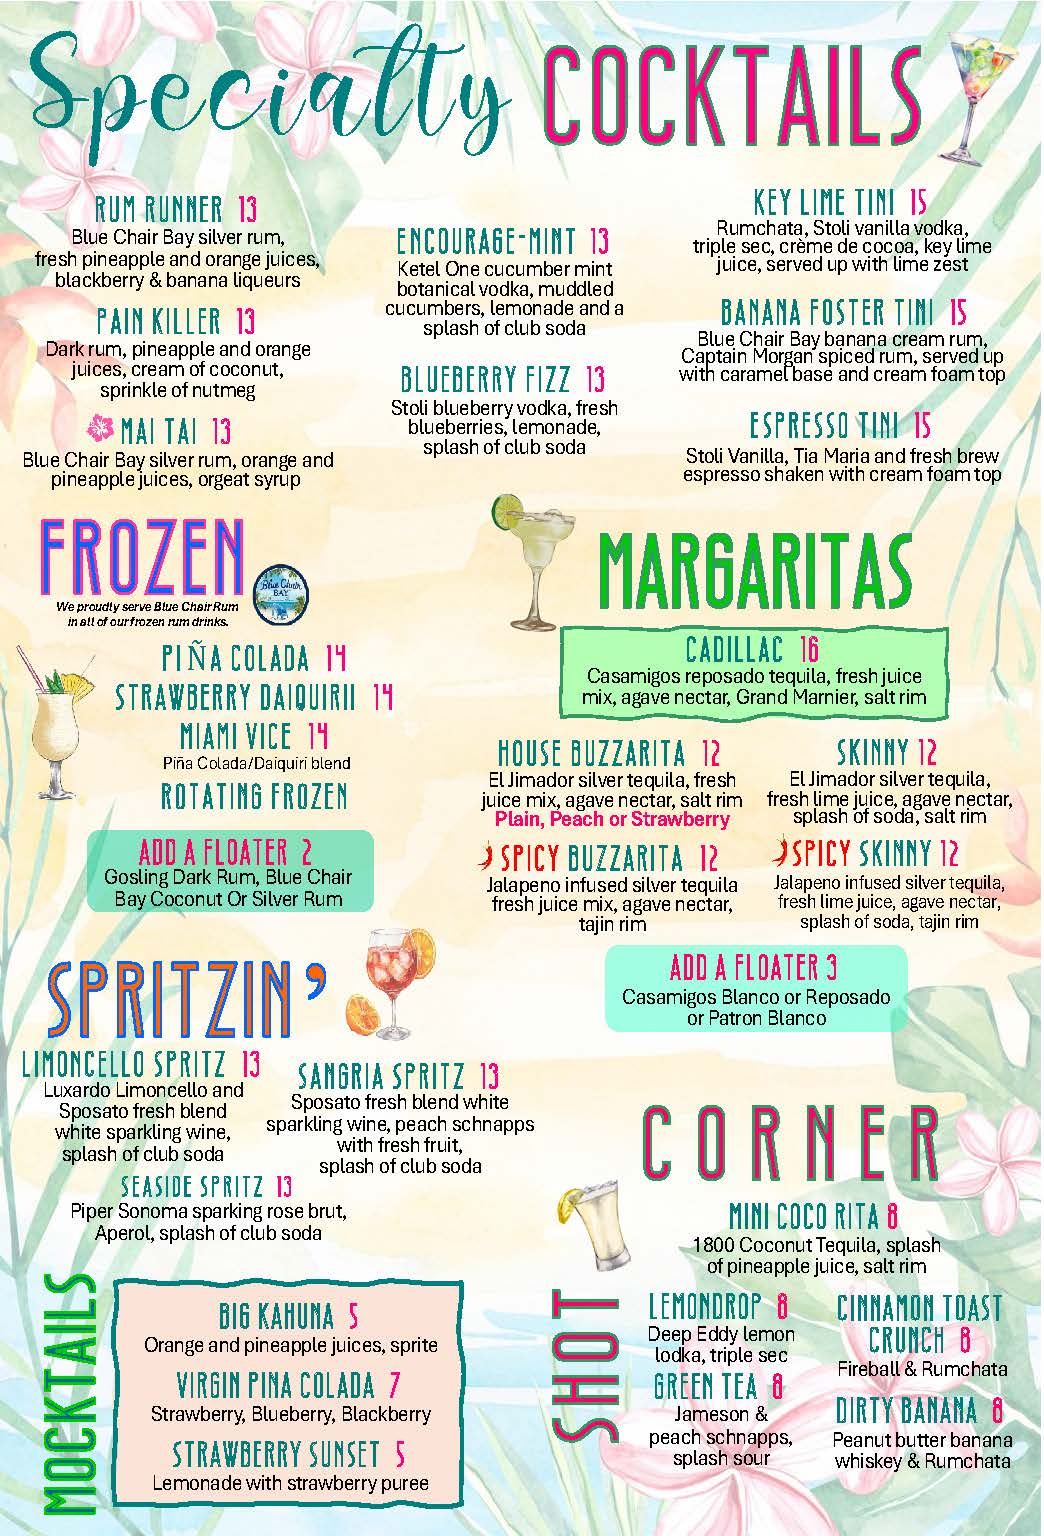 Specialty COCKTAILS
RUM RUNNER 13
Blue Chair Bay silver rum,
fresh pineapple and orange juices,
blackberry & banana liqueurs
PAIN KILLER 13
Dark rum, pineapple and orange
juices, cream of coconut,
sprinkle of nutmeg
MAI TAI 13
Blue Chair Bay silver rum, orange and
pineapple juices, orgeat syrup
ENCOURAGE-MINT 13
Ketel One cucumber mint
botanical vodka, muddled
cucumbers, lemonade and a
splash of club soda
BLUEBERRY FIZZ 13
Stoli blueberry vodka, fresh
blueberries, lemonade,
splash of club soda
KEY LIME TINI 15
Rumchata, Stoli vanilla vodka,
triple sec, crème de cocoa, key lime
juice, served up with lime zest
BANANA FOSTER TINI 15
Blue Chair Bay banana cream rum,
Captain Morgan spiced rum, served up
with caramel base and cream foam top
ESPRESSO TINI 15
Stoli Vanilla, Tia Maria and fresh brew
espresso shaken with cream foam top
FROZEN
We proudly serve Blue Chair Rum
in all of our frozen rum drinks.
Blue Chair
BAY
PIÑA COLADA 14
STRAWBERRY DAIQUIRII 14
MIAMI VICE 14
Piña Colada/Daiquiri blend
ROTATING FROZEN
ADD A FLOATER 2
Gosling Dark Rum, Blue Chair
Bay Coconut Or Silver Rum
MARGARITAS
CADILLAC 16
Casamigos reposado tequila, fresh juice
mix, agave nectar, Grand Marnier, salt rim
HOUSE BUZZARITA 12
El Jimador silver tequila, fresh
juice mix, agave nectar, salt rim
Plain, Peach or Strawberry
SKINNY 12
El Jimador silver tequila,
fresh lime juice, agave nectar,
splash of soda, salt rim
SPICY BUZZARITA 12
Jalapeno infused silver tequila
fresh juice mix, agave nectar,
tajin rim
SPICY SKINNY 12
Jalapeno infused silver tequila,
fresh lime juice, agave nectar,
splash of soda, tajin rim
ADD A FLOATER 3
Casamigos Blanco or Reposado
or Patron Blanco
SPRITZIN'
LIMONCELLO SPRITZ 13
Luxardo Limoncello and
Sposato fresh blend
white sparkling wine,
splash of club soda
SANGRIA SPRITZ 13
Sposato fresh blend white
sparkling wine, peach schnapps
with fresh fruit,
splash of club soda
SEASIDE SPRITZ 13
Piper Sonoma sparking rose brut,
Aperol, splash of club soda
MOCKTAILS
BIG KAHUNA 5
Orange and pineapple juices, sprite
VIRGIN PINA COLADA 7
Strawberry, Blueberry, Blackberry
STRAWBERRY SUNSET 5
Lemonade with strawberry puree
SHOT
CORNER
MINI COCO RITA 8
1800 Coconut Tequila, splash
of pineapple juice, salt rim
LEMONDROP 8
Deep Eddy lemon
lodka, triple sec
GREEN TEA 8
Jameson &
peach schnapps,
splash sour
CINNAMON TOAST
CRUNCH 8
Fireball & Rumchata
DIRTY BANANA 8
Peanut butter banana
whiskey & Rumchata